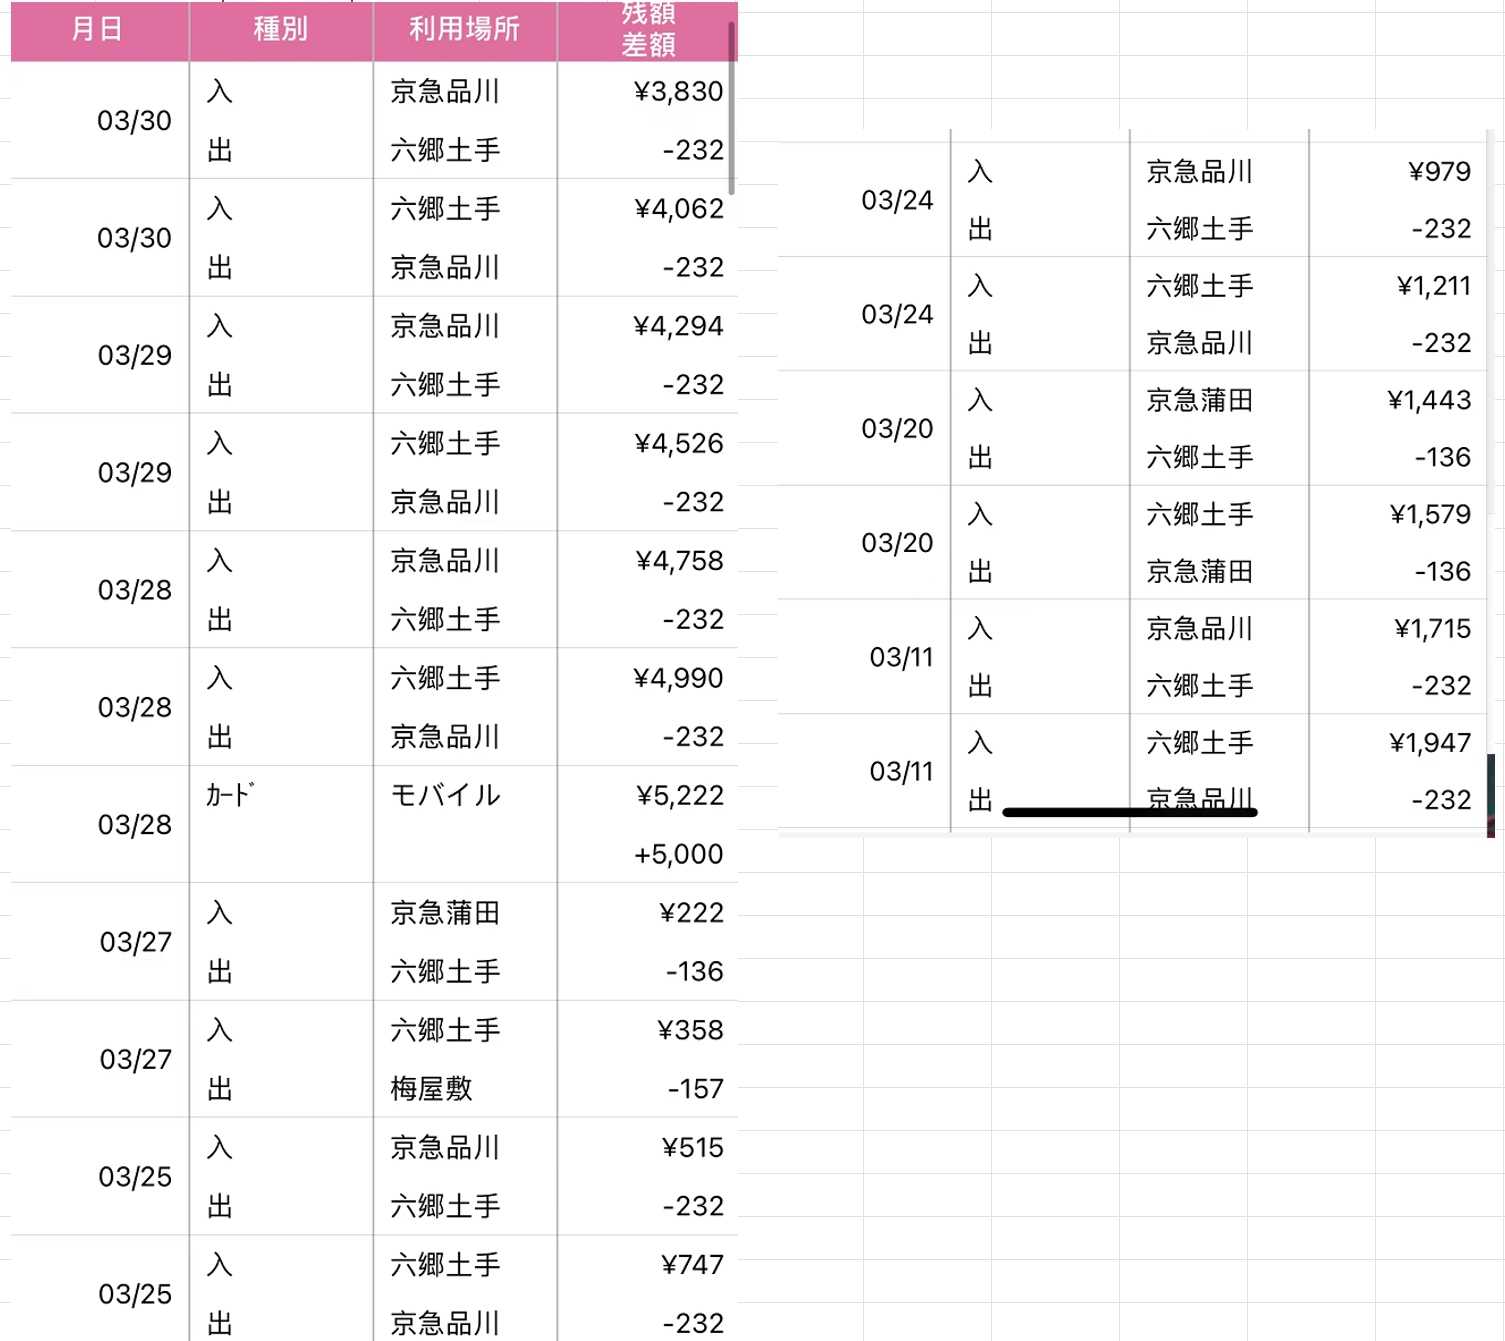 月日 種別 利用場所 残額
差額
03/30 入 京急品川 ¥3,830
出 六郷土手 -232
03/30 入 六郷土手 ¥4,062
出 京急品川 -232
03/29 入 京急品川 ¥4,294
出 六郷土手 -232
03/29 入 六郷土手 ¥4,526
出 京急品川 -232
03/28 入 京急品川 ¥4,758
出 六郷土手 -232
03/28 入 六郷土手 ¥4,990
出 京急品川 -232
03/28 ｶｰﾄﾞ モバイル ¥5,222
+5,000
03/27 入 京急蒲田 ¥222
出 六郷土手 -136
03/27 入 六郷土手 ¥358
出 梅屋敷 -157
03/25 入 京急品川 ¥515
出 六郷土手 -232
03/25 入 六郷土手 ¥747
出 京急品川 -232
03/24 入 京急品川 ¥979
出 六郷土手 -232
03/24 入 六郷土手 ¥1,211
出 京急品川 -232
03/20 入 京急蒲田 ¥1,443
出 六郷土手 -136
03/20 入 六郷土手 ¥1,579
出 京急蒲田 -136
03/11 入 京急品川 ¥1,715
出 六郷土手 -232
03/11 入 六郷土手 ¥1,947
出 京急品川 -232